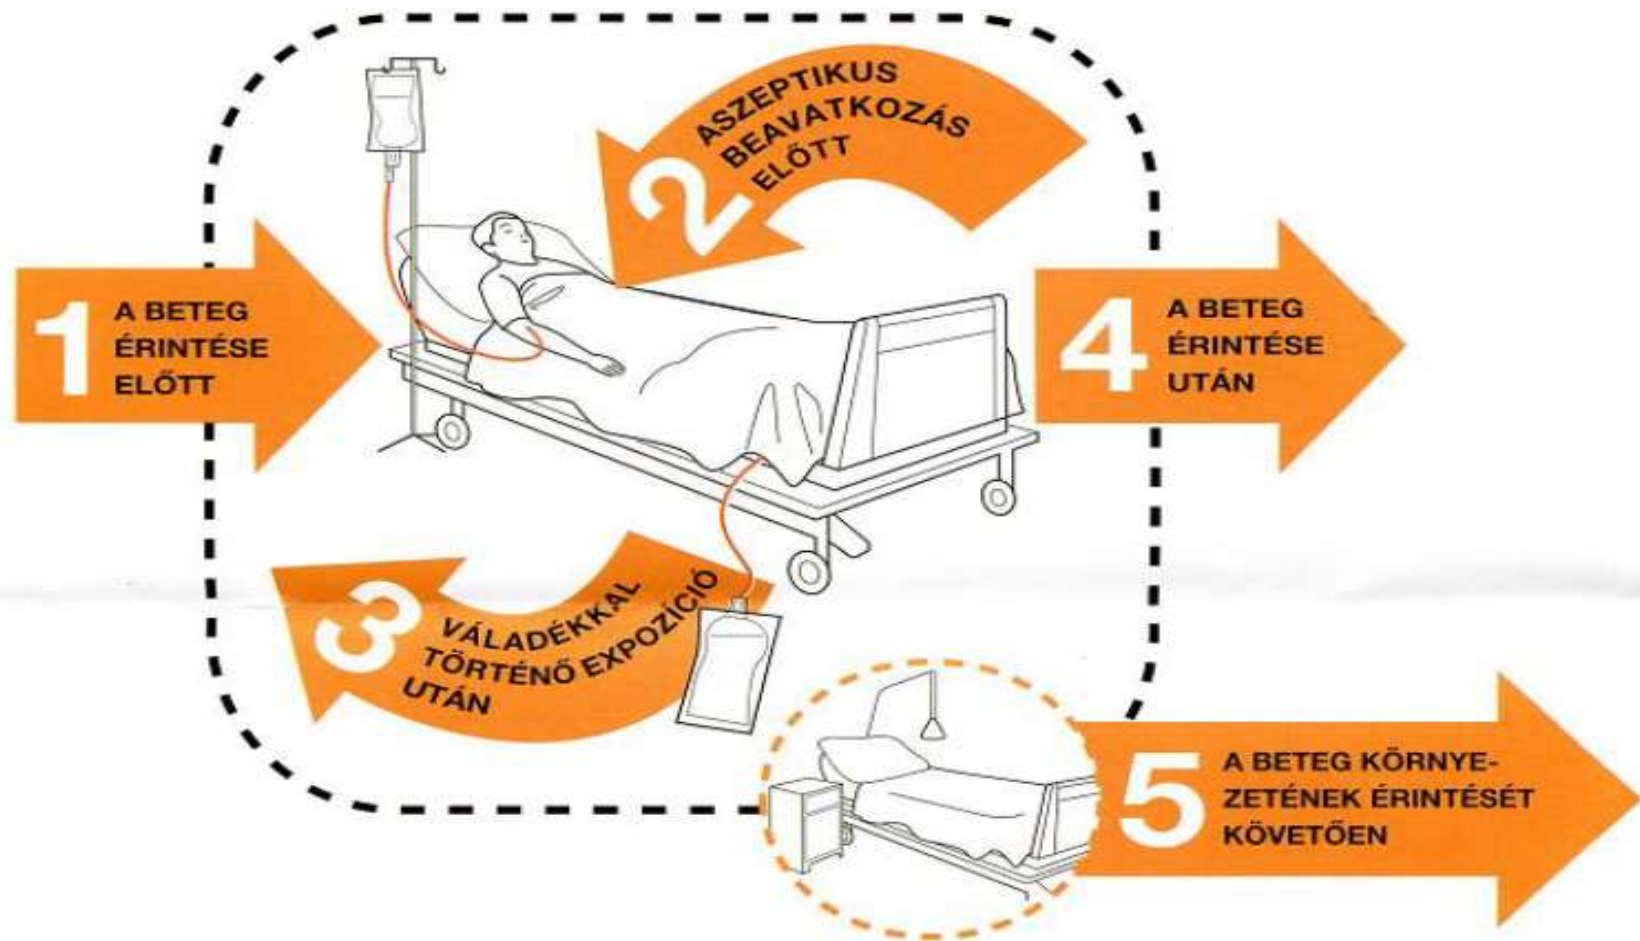 1
A BETEG
ÉRINTÉSE
ELŐTT
2
ASZEPTIKUS
BEAVATKOZÁS
ELŐTT
3
VÁLADÉKKAL
TÖRTÉNŐ EXPOZÍCIÓ
UTÁN
4
A BETEG
ÉRINTÉSE
UTÁN
5
A BETEG KÖRNYE-
ZETÉNEK ÉRINTÉSÉT
KÖVETŐEN